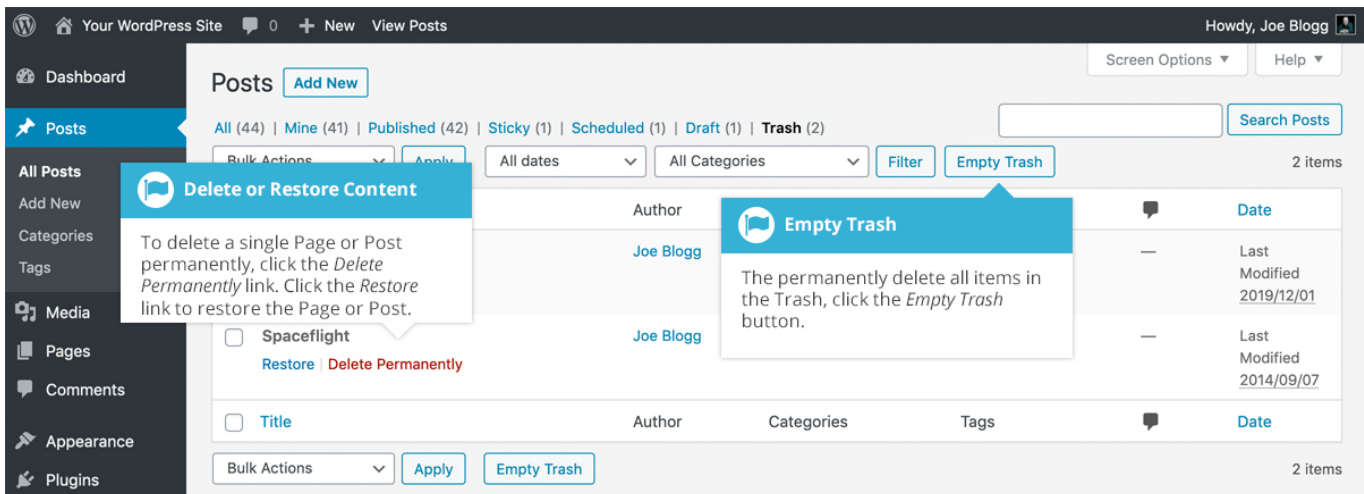 Your WordPress Site 0 + New View Posts Howdy, Joe Blogg
Dashboard
Posts
All Posts
Add New
Categories
Tags
Media
Pages
Comments
Appearance
Plugins
Screen Options ▼ Help ▼
Posts Add New
All (44) | Mine (41) | Published (42) | Sticky (1) | Scheduled (1) | Draft (1) | Trash (2)
Search Posts
Bulk Actions Apply All dates All Categories Filter Empty Trash 2 items
Delete or Restore Content
To delete a single Page or Post
permanently, click the Delete
Permanently link. Click the Restore
link to restore the Page or Post.
Author Date
Empty Trash
The permanently delete all items in
the Trash, click the Empty Trash
button.
Joe Blogg — Last
Modified
2019/12/01
Spaceflight Joe Blogg — Last
Modified
2014/09/07
Restore | Delete Permanently
Title Author Categories Tags Date
Bulk Actions Apply Empty Trash 2 items